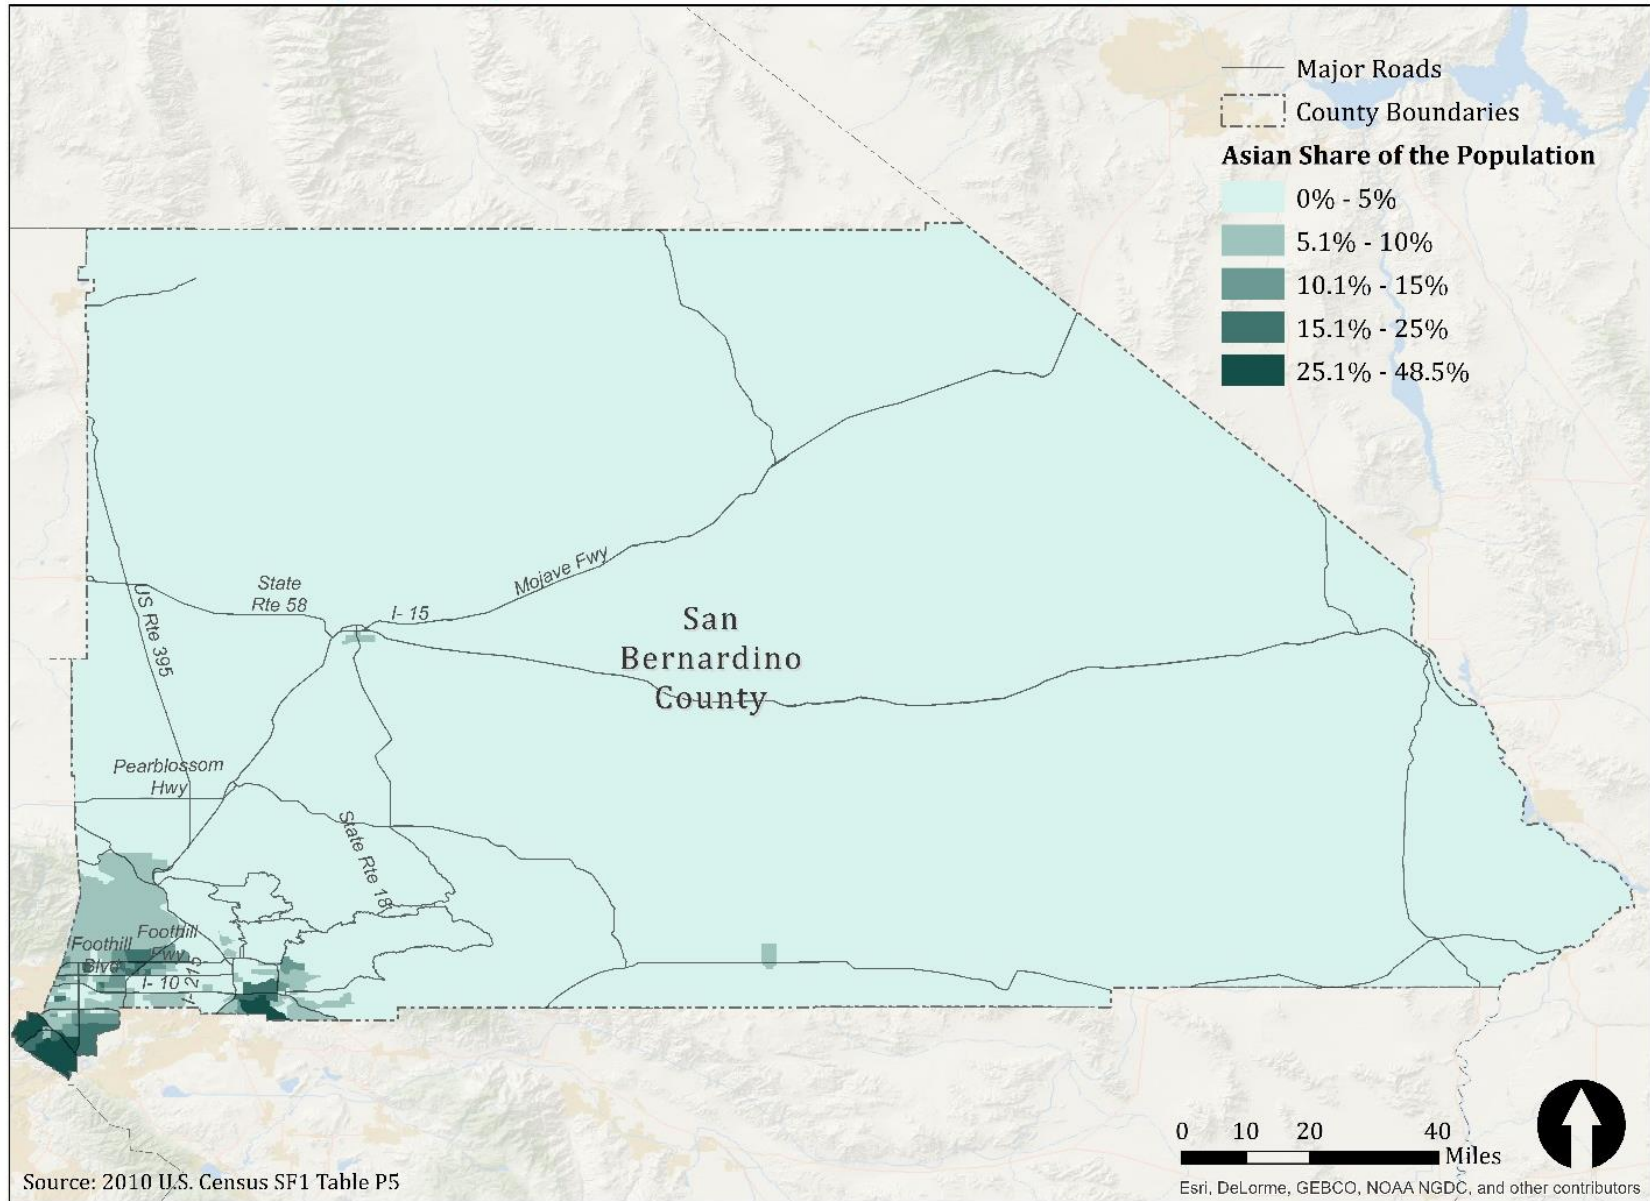 Major Roads
County Boundaries
Asian Share of the Population
0% - 5%
5.1% - 10%
10.1% - 15%
15.1% - 25%
25.1% - 48.5%
Mojave Fwy
State
Rte 58
I- 15
US Rte 395
San
Bernardino
County
Pearblossom
Hwy
State Rte 18
Foothill
Fwy
Foothill
Blvd
I- 10
I- 215
0 10 20 40
Miles
Source: 2010 U.S. Census SF1 Table P5
Esri, DeLorme, GEBCO, NOAA NGDC, and other contributors